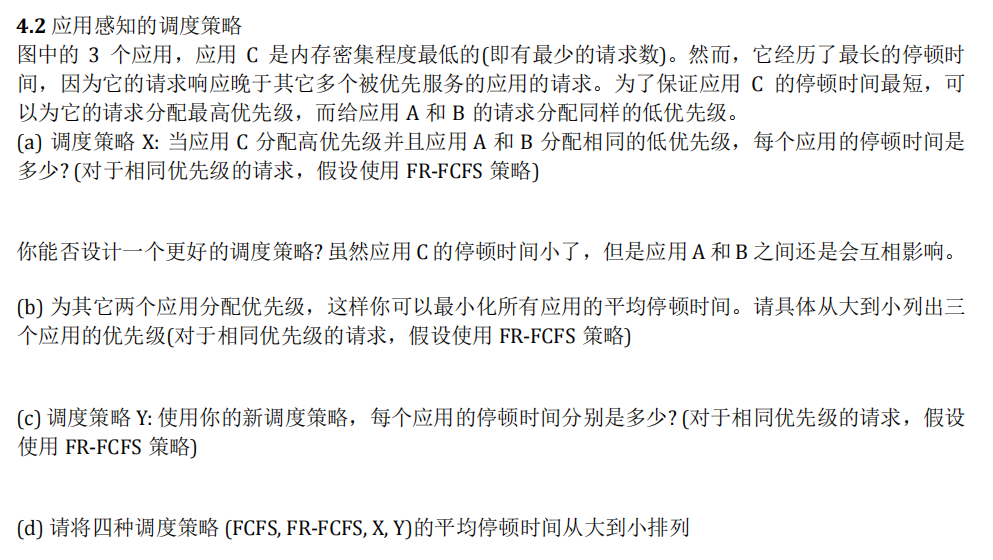 4.2 应用感知的调度策略
图中的 3 个应用，应用 C 是内存密集程度最低的(即有最少的请求数)。然而，它经历了最长的停顿时
间，因为它的请求响应晚于其它多个被优先服务的应用的请求。为了保证应用 C 的停顿时间最短，可
以为它的请求分配最高优先级，而给应用 A 和 B 的请求分配同样的低优先级。
(a) 调度策略 X: 当应用 C 分配高优先级并且应用 A 和 B 分配相同的低优先级，每个应用的停顿时间是
多少? (对于相同优先级的请求，假设使用 FR-FCFS 策略)
你能否设计一个更好的调度策略? 虽然应用 C 的停顿时间小了，但是应用 A 和 B 之间还是会互相影响。
(b) 为其它两个应用分配优先级，这样你可以最小化所有应用的平均停顿时间。请具体从大到小列出三
个应用的优先级(对于相同优先级的请求，假设使用 FR-FCFS 策略)
(c) 调度策略 Y: 使用你的新调度策略，每个应用的停顿时间分别是多少? (对于相同优先级的请求，假设
使用 FR-FCFS 策略)
(d) 请将四种调度策略 (FCFS, FR-FCFS, X, Y)的平均停顿时间从大到小排列